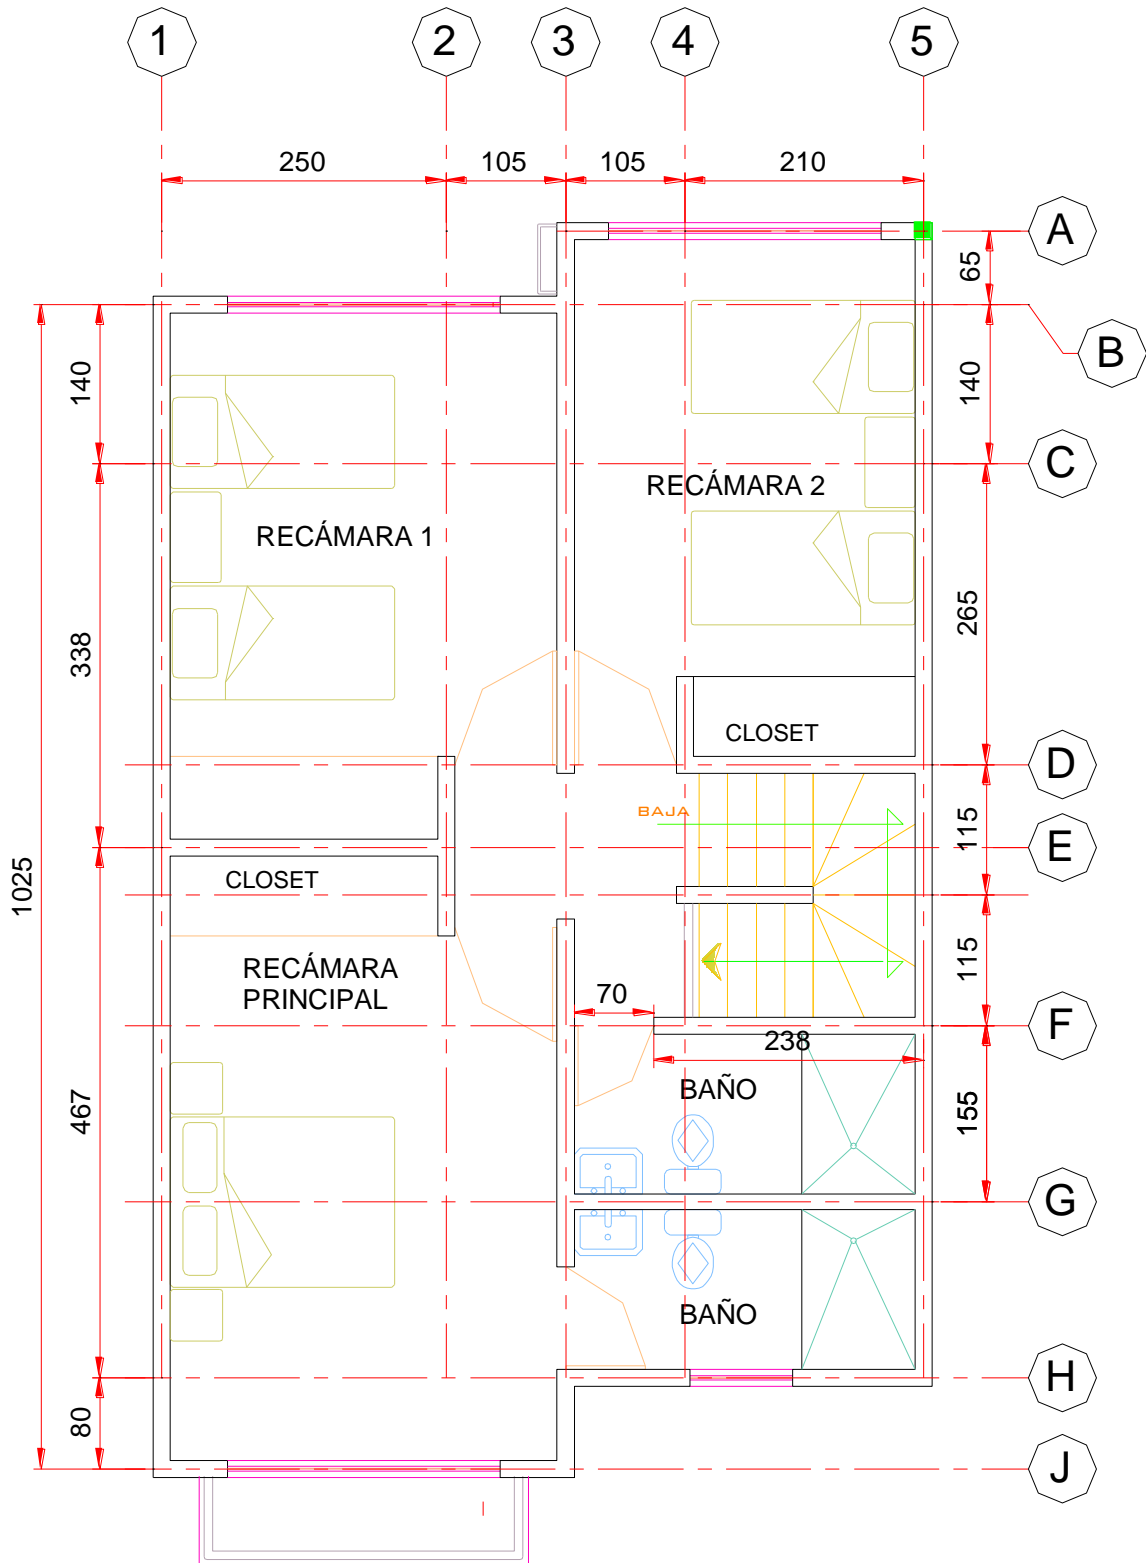 1 2 3 4 5
250 105 105 210
A
65
B
140 140
C
RECÁMARA 2
RECÁMARA 1
265
338
CLOSET
D
BAJA
115
E
1025
CLOSET
RECÁMARA
PRINCIPAL
115
70
F
238
BAÑO
467
155
G
BAÑO
H
80
J